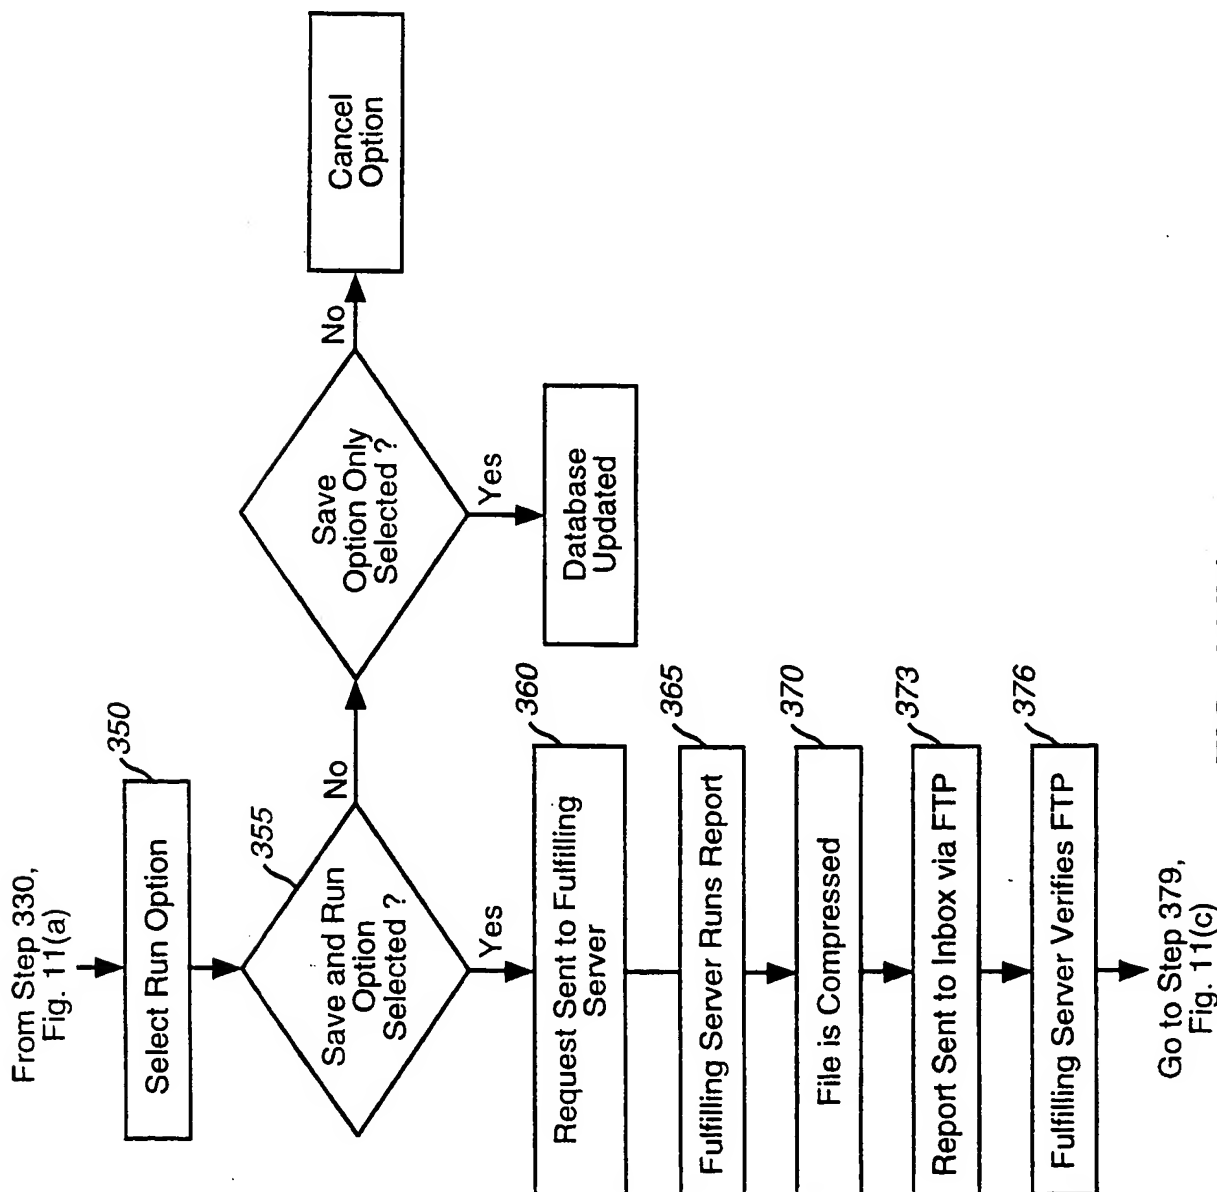 From Step 330,
Fig. 11(a)
350
Select Run Option
355
Save and Run
Option
Selected ?
No
Yes
Save
Option Only
Selected ?
No
Cancel
Option
Yes
Database
Updated
360
Request Sent to Fulfilling
Server
365
Fulfilling Server Runs Report
370
File is Compressed
373
Report Sent to Inbox via FTP
376
Fulfilling Server Verifies FTP
Go to Step 379,
Fig. 11(c)